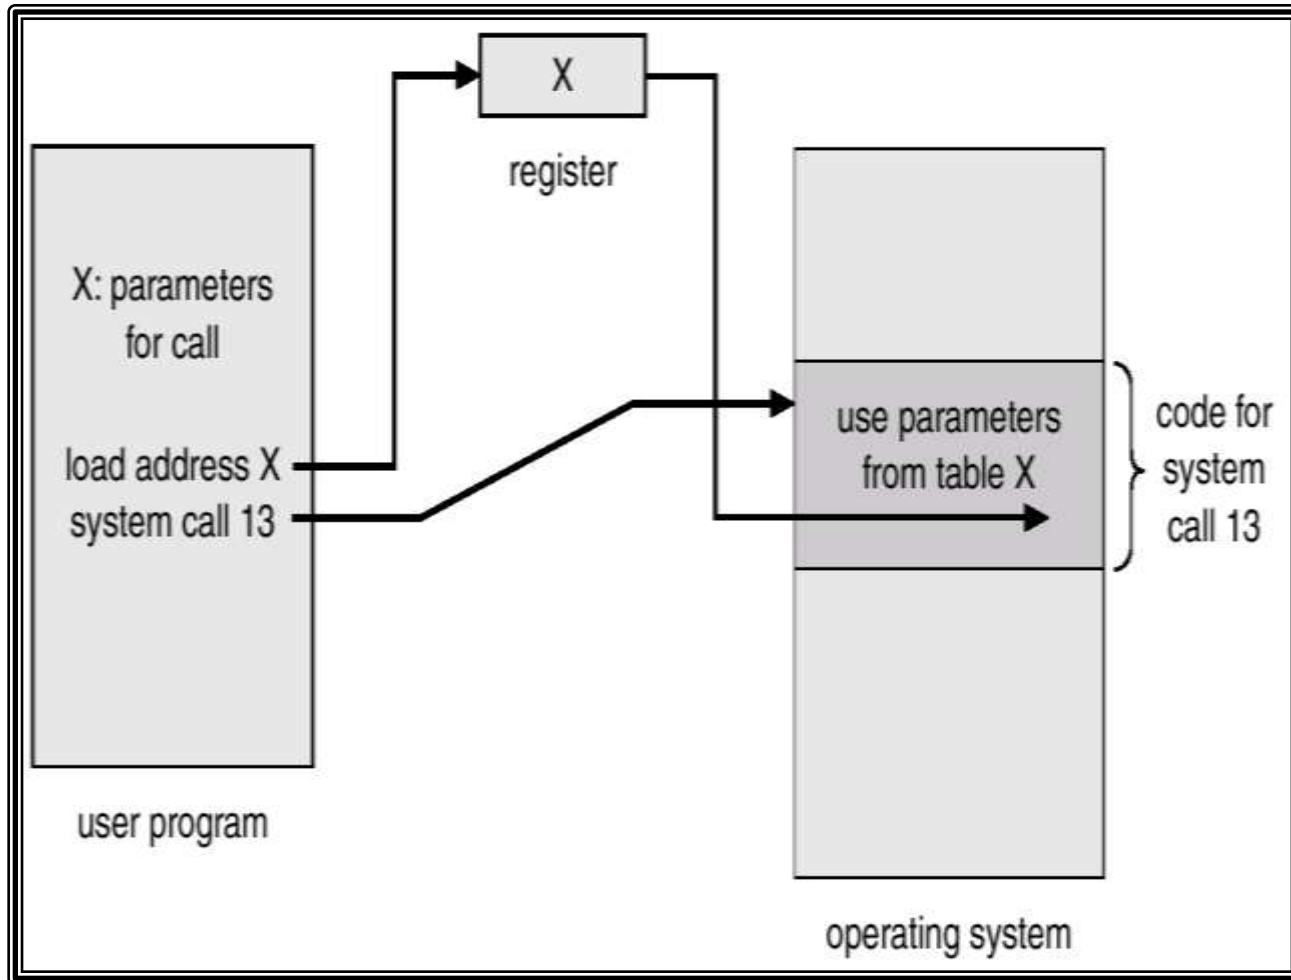 X
register
X: parameters
for call
load address X
system call 13
user program
use parameters
from table X
code for
system
call 13
operating system